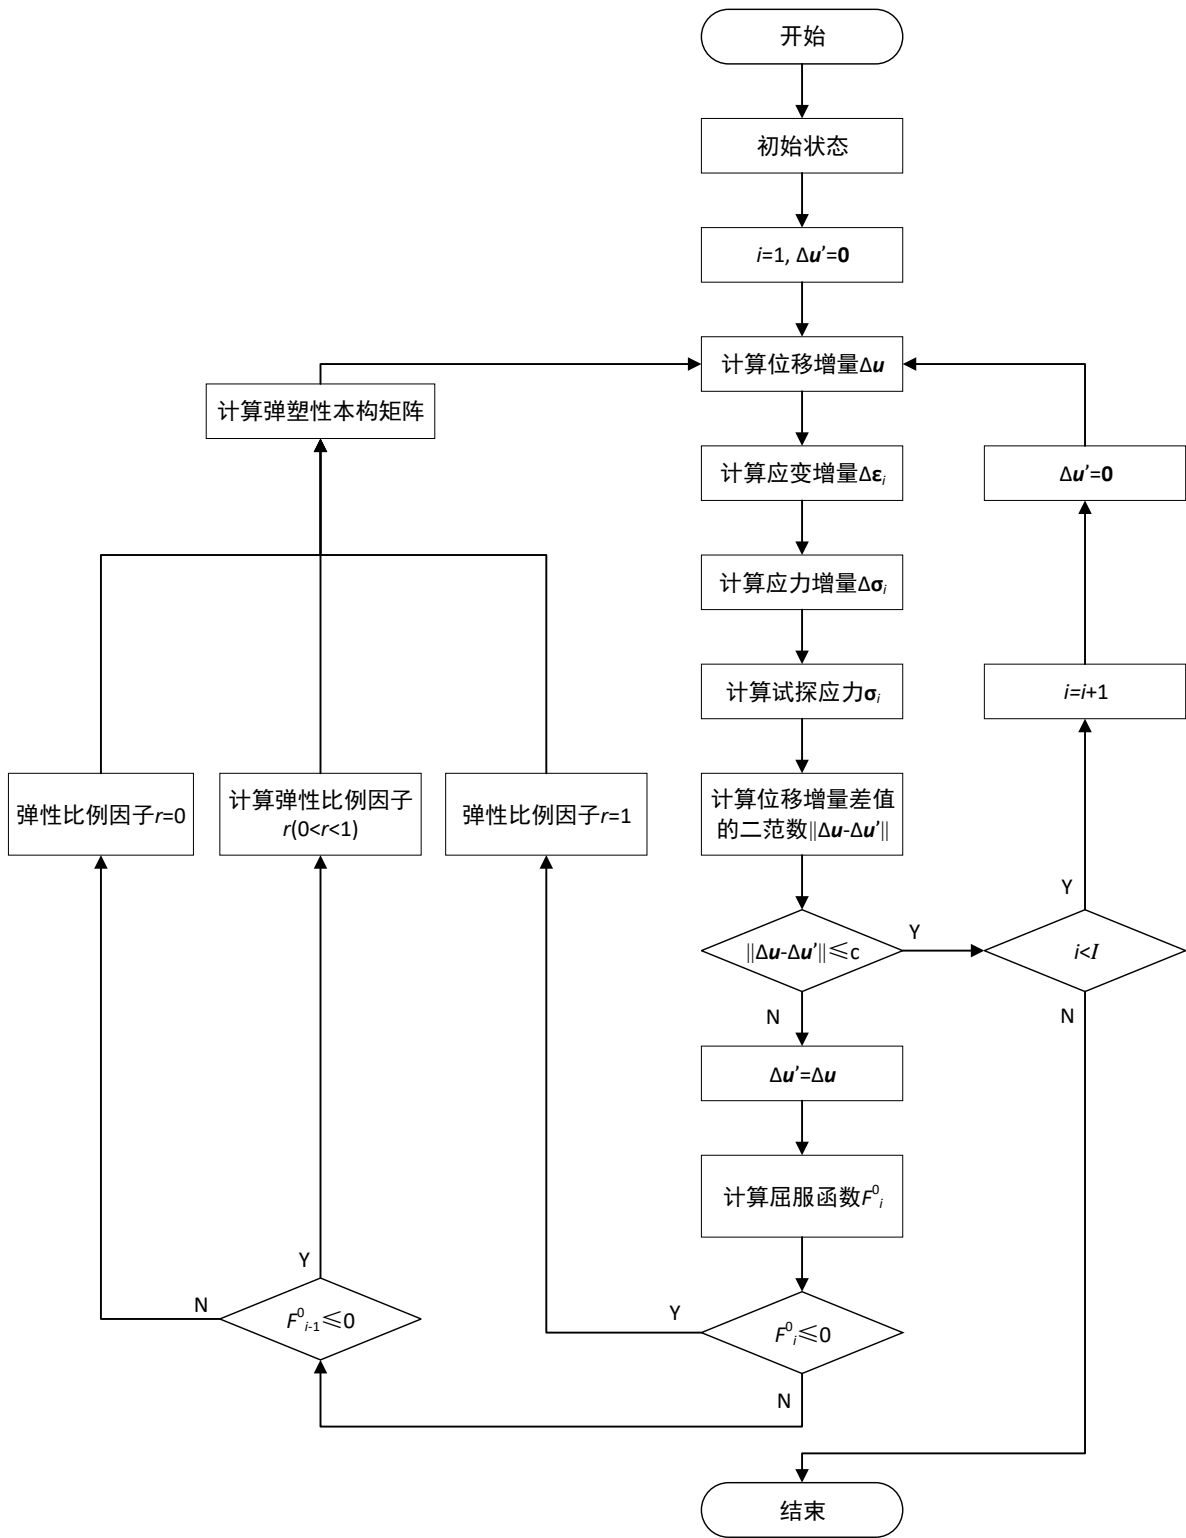 开始
初始状态
i=1, Δu’=0
计算位移增量Δu
计算弹塑性本构矩阵
计算应变增量Δεi
Δu’=0
计算应力增量Δσi
计算试探应力σi
i=i+1
弹性比例因子r=0
计算弹性比例因子
r(0<r<1)
弹性比例因子r=1
计算位移增量差值
的二范数||Δu-Δu’||
Y
||Δu-Δu’||≤c
Y
i<I
N
N
Δu’=Δu
计算屈服函数F⁰i
Y
N
F⁰i-1≤0
Y
F⁰i≤0
N
结束